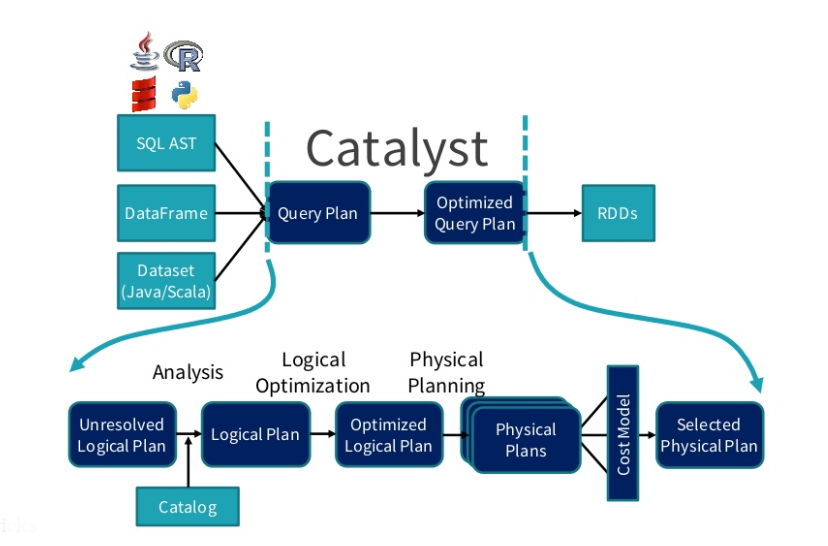 SQL AST
Catalyst
DataFrame
Query Plan
Optimized
Query Plan
RDDs
Dataset
(Java/Scala)
Analysis
Logical
Optimization
Physical
Planning
Unresolved
Logical Plan
Logical Plan
Optimized
Logical Plan
Physical
Plans
Cost Model
Selected
Physical Plan
Catalog